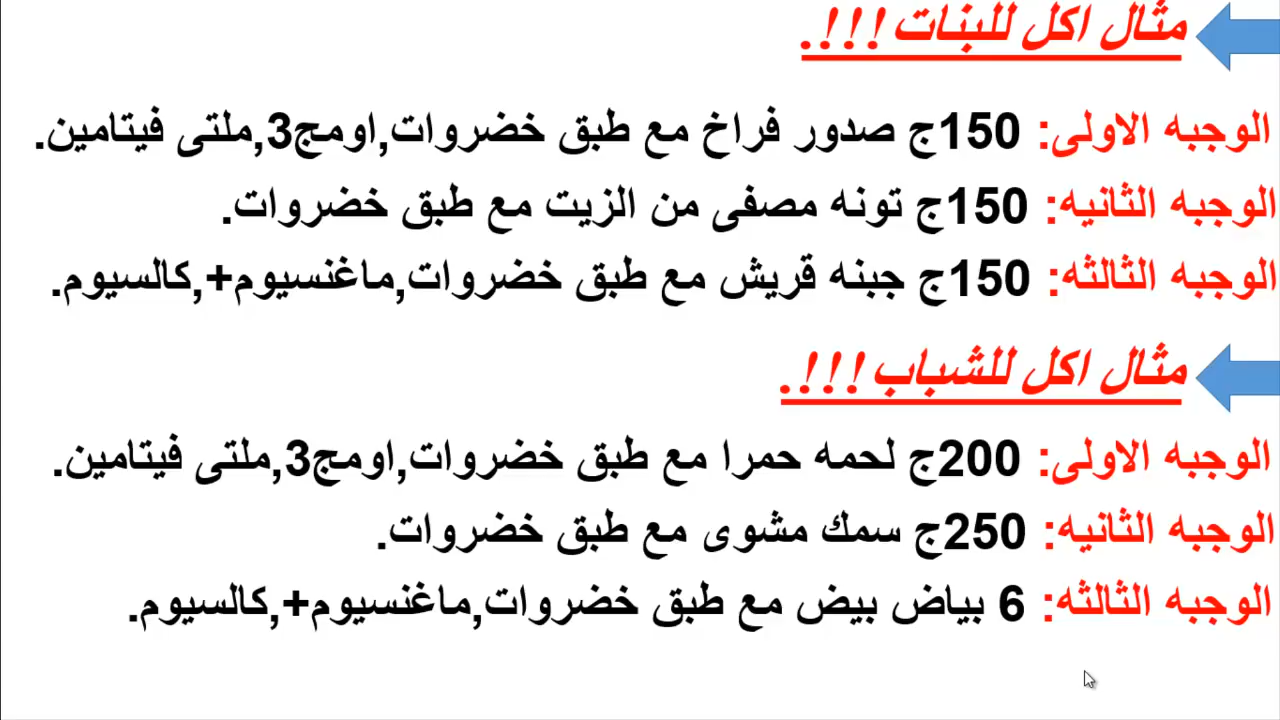 مثال اكل للبنات !!!.
الوجبه الاولى: 150ج صدور فراخ مع طبق خضروات,اومج3,ملتى فيتامين.
الوجبه الثانيه: 150ج تونه مصفى من الزيت مع طبق خضروات.
الوجبه الثالثه: 150ج جبنه قريش مع طبق خضروات,ماغنسيوم+,كالسيوم.
مثال اكل للشباب !!!.
الوجبه الاولى: 200ج لحمه حمرا مع طبق خضروات,اومج3,ملتى فيتامين.
الوجبه الثانيه: 250ج سمك مشوى مع طبق خضروات.
الوجبه الثالثه: 6 بياض بيض مع طبق خضروات,ماغنسيوم+,كالسيوم.